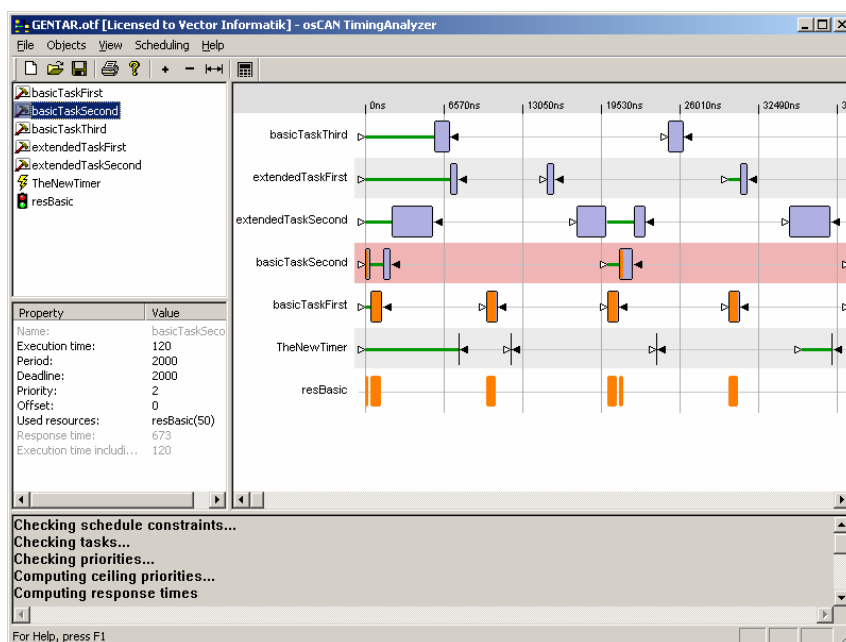 GENTAR.otf [Licensed to Vector Informatik] - osCAN TimingAnalyzer
File Objects View Scheduling Help
basicTaskFirst
basicTaskSecond
basicTaskThird
extendedTaskFirst
extendedTaskSecond
TheNewTimer
resBasic
0ns 6570ns 13050ns 19530ns 26010ns 32490ns 3
basicTaskThird
extendedTaskFirst
extendedTaskSecond
basicTaskSecond
basicTaskFirst
TheNewTimer
resBasic
Property Value
Name: basicTaskSeco
Execution time: 120
Period: 2000
Deadline: 2000
Priority: 2
Offset: 0
Used resources: resBasic(50)
Response time: 673
Execution time includi... 120
Checking schedule constraints...
Checking tasks...
Checking priorities...
Computing ceiling priorities...
Computing response times
For Help, press F1